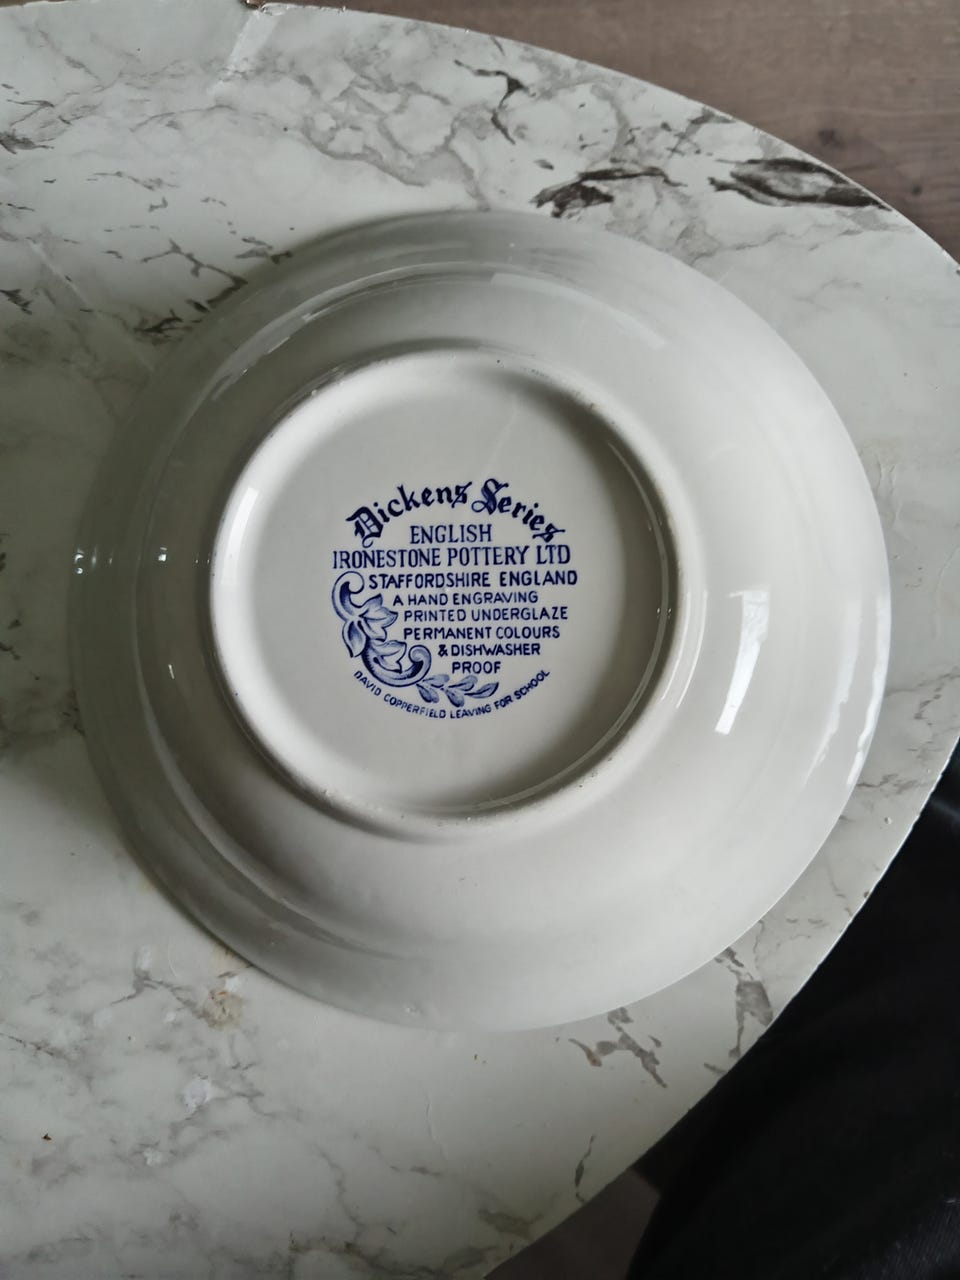 Dickens Series
ENGLISH
IRONESTONE POTTERY LTD
STAFFORDSHIRE ENGLAND
A HAND ENGRAVING
PRINTED UNDERGLAZE
PERMANENT COLOURS
& DISHWASHER
PROOF
DAVID COPPERFIELD LEAVING FOR SCHOOL